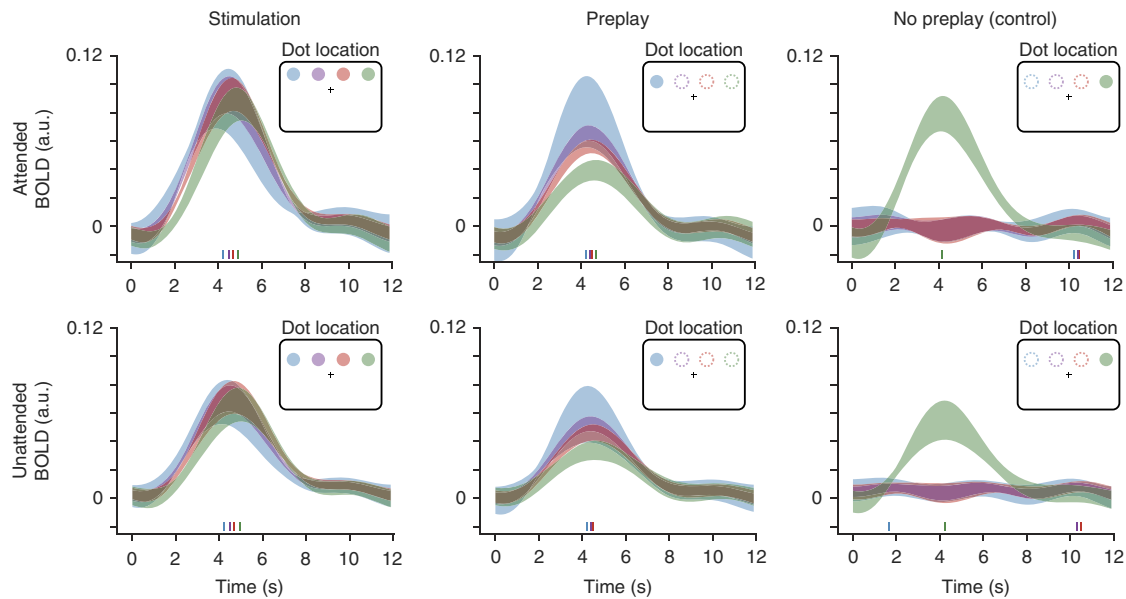 Stimulation
Preplay
No preplay (control)
Attended
BOLD (a.u.)
0.12
0
Dot location
0 2 4 6 8 10 12
0.12
0
Dot location
0 2 4 6 8 10 12
0.12
0
Dot location
0 2 4 6 8 10 12
Unattended
BOLD (a.u.)
0.12
0
Dot location
0 2 4 6 8 10 12
Time (s)
0.12
0
Dot location
0 2 4 6 8 10 12
Time (s)
0.12
0
Dot location
0 2 4 6 8 10 12
Time (s)